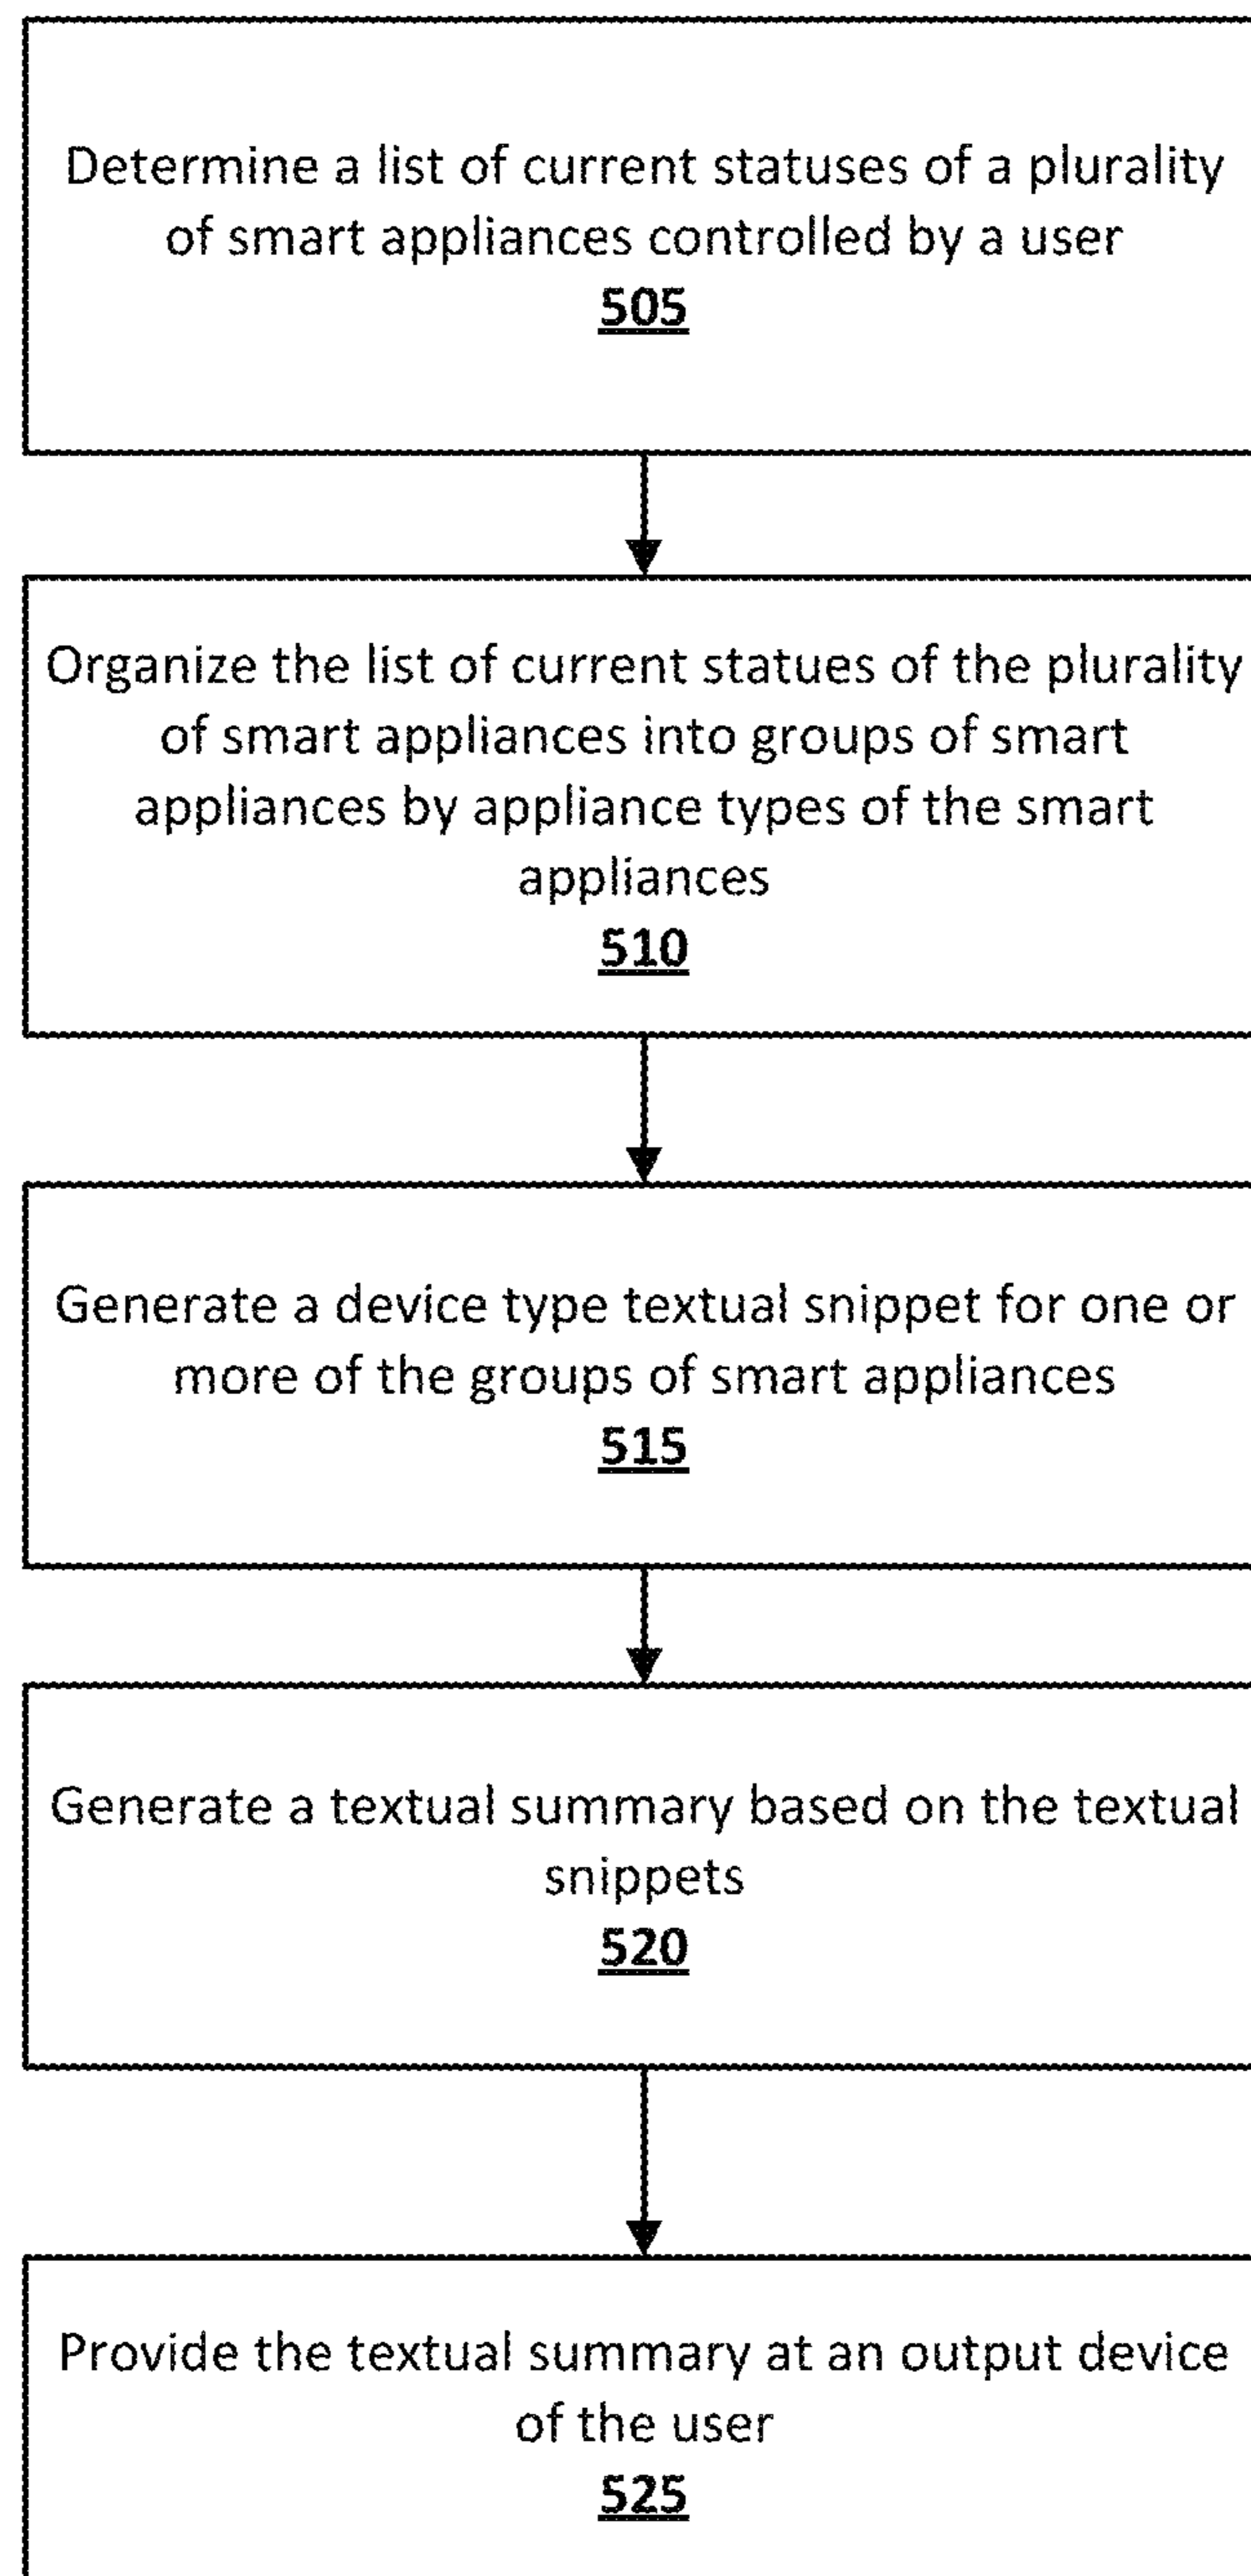 Determine a list of current statuses of a plurality
of smart appliances controlled by a user
505
Organize the list of current statues of the plurality
of smart appliances into groups of smart
appliances by appliance types of the smart
appliances
510
Generate a device type textual snippet for one or
more of the groups of smart appliances
515
Generate a textual summary based on the textual
snippets
520
Provide the textual summary at an output device
of the user
525